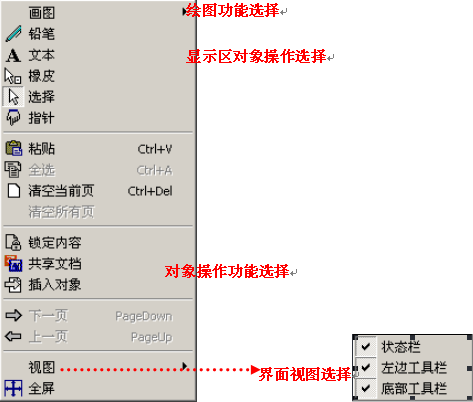 画图
绘图功能选择
铅笔
文本
显示区对象操作选择
橡皮
选择
指针
粘贴 Ctrl+V
全选 Ctrl+A
清空当前页 Ctrl+Del
清空所有页
锁定内容
共享文档
对象操作功能选择
插入对象
下一页 PageDown
上一页 PageUp
视图
界面视图选择
全屏
状态栏
左边工具栏
底部工具栏